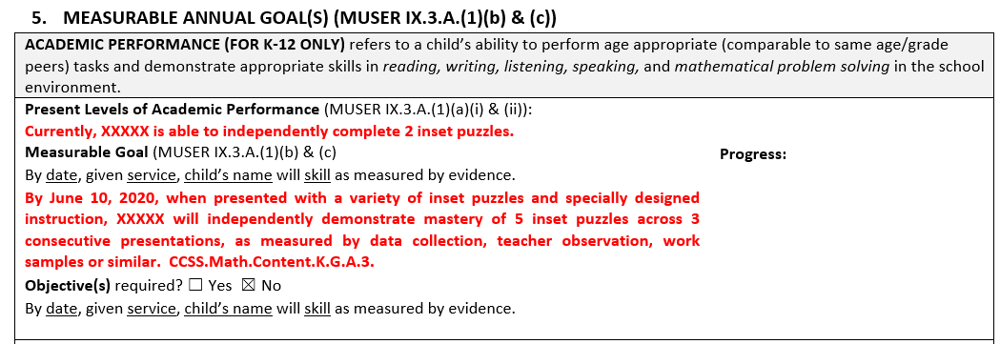 5. MEASURABLE ANNUAL GOAL(S) (MUSER IX.3.A.(1)(b) & (c))
ACADEMIC PERFORMANCE (FOR K-12 ONLY) refers to a child's ability to perform age appropriate (comparable to same age/grade
peers) tasks and demonstrate appropriate skills in reading, writing, listening, speaking, and mathematical problem solving in the school
environment.
Present Levels of Academic Performance (MUSER IX.3.A.(1)(a)(i) & (ii)):
Currently, XXXXX is able to independently complete 2 inset puzzles.
Measurable Goal (MUSER IX.3.A.(1)(b) & (c)
Progress:
By date, given service, child's name will skill as measured by evidence.
By June 10, 2020, when presented with a variety of inset puzzles and specially designed
instruction, XXXXX will independently demonstrate mastery of 5 inset puzzles across 3
consecutive presentations, as measured by data collection, teacher observation, work
samples or similar. CCSS.Math.Content.K.G.A.3.
Objective(s) required? ☐ Yes ☒ No
By date, given service, child's name will skill as measured by evidence.